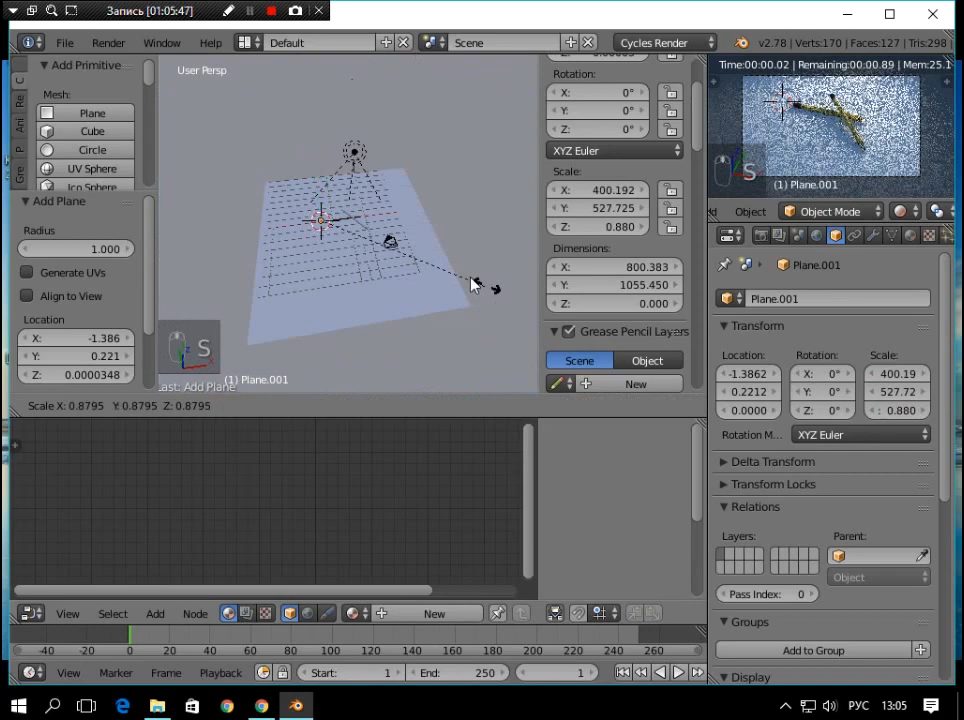 Запись [01:05:47]
File Render Window Help Default Scene Cycles Render v2.78 | Verts:170 | Faces:127 | Tris:298
Add Primitive
Mesh:
Plane
Cube
Circle
UV Sphere
Ico Sphere
C
Re
Ani
P
Gre
Add Plane
Radius
1.000
Generate UVs
Align to View
Location
X: -1.386
Y: 0.221
Z: 0.0000348
User Persp
S
Last: Add Plane
(1) Plane.001
Scale X: 0.8795 Y: 0.8795 Z: 0.8795
Rotation:
X: 0°
Y: 0°
Z: 0°
XYZ Euler
Scale:
X: 400.192
Y: 527.725
Z: 0.880
Dimensions:
X: 800.383
Y: 1055.450
Z: 0.000
Grease Pencil Layers
Scene Object
New
Time:00:00.02 | Remaining:00:00.89 | Mem:25.1
S
(1) Plane.001
Object Object Mode
Plane.001
Plane.001
Transform
Location: Rotation: Scale:
-1.3862 X: 0° 400.19
0.2212 Y: 0° 527.72
0.0000 Z: 0° : 0.880
Rotation M... XYZ Euler
Delta Transform
Transform Locks
Relations
Layers: Parent:
Object
Pass Index: 0
Groups
Add to Group
Display
View Select Add Node New
-40 -20 0 20 40 60 80 100 120 140 160 180 200 220 240 260
View Marker Frame Playback Start: 1 End: 250 1
РУС 13:05